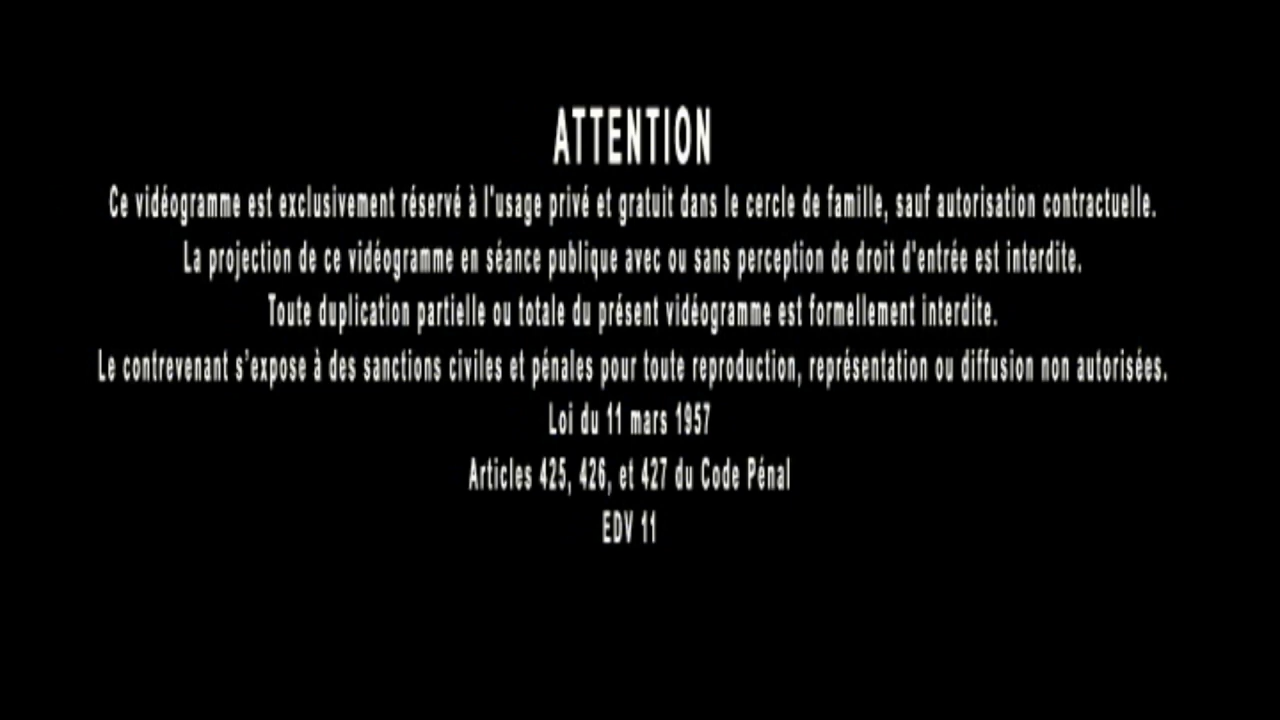 ATTENTION
Ce vidéogramme est exclusivement réservé à l'usage privé et gratuit dans le cercle de famille, sauf autorisation contractuelle.
La projection de ce vidéogramme en séance publique avec ou sans perception de droit d'entrée est interdite.
Toute duplication partielle ou totale du présent vidéogramme est formellement interdite.
Le contrevenant s'expose à des sanctions civiles et pénales pour toute reproduction, représentation ou diffusion non autorisées.
Loi du 11 mars 1957
Articles 425, 426, et 427 du Code Pénal
EDV 11